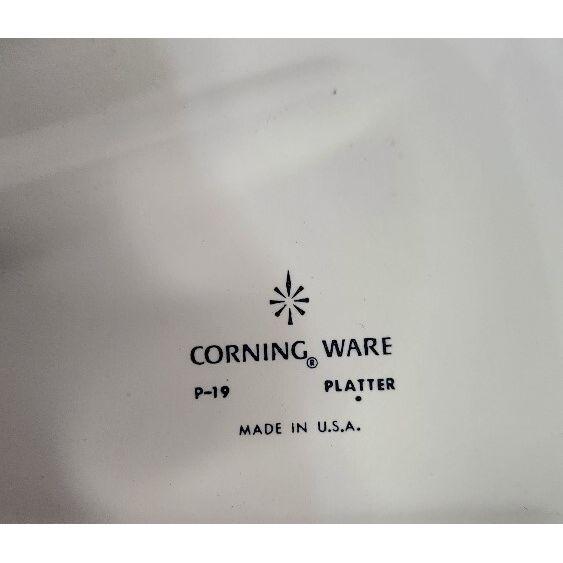 CORNING® WARE
P-19 PLATTER
MADE IN U.S.A.